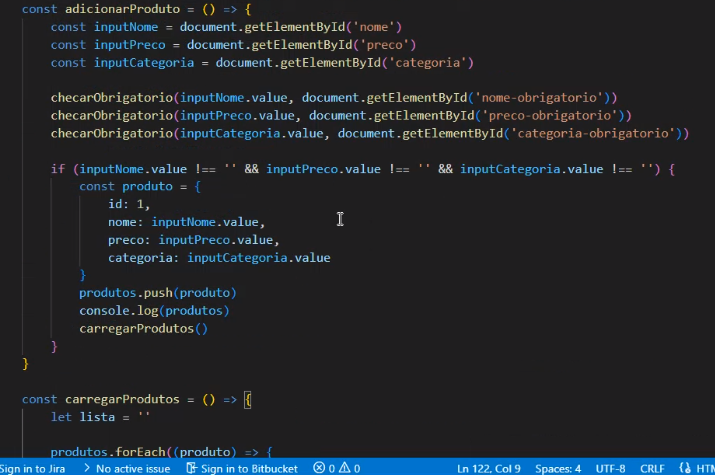 const adicionarProduto = () => {
    const inputNome = document.getElementById('nome')
    const inputPreco = document.getElementById('preco')
    const inputCategoria = document.getElementById('categoria')

    checarObrigatorio(inputNome.value, document.getElementById('nome-obrigatorio'))
    checarObrigatorio(inputPreco.value, document.getElementById('preco-obrigatorio'))
    checarObrigatorio(inputCategoria.value, document.getElementById('categoria-obrigatorio'))

    if (inputNome.value !== '' && inputPreco.value !== '' && inputCategoria.value !== '') {
        const produto = {
            id: 1,
            nome: inputNome.value,
            preco: inputPreco.value,
            categoria: inputCategoria.value
        }
        produtos.push(produto)
        console.log(produtos)
        carregarProdutos()
    }
}

const carregarProdutos = () => {
    let lista = ''

    produtos.forEach((produto) => {
Sign in to Jira No active issue Sign in to Bitbucket 0 0 Ln 122, Col 9 Spaces: 4 UTF-8 CRLF {} HTM